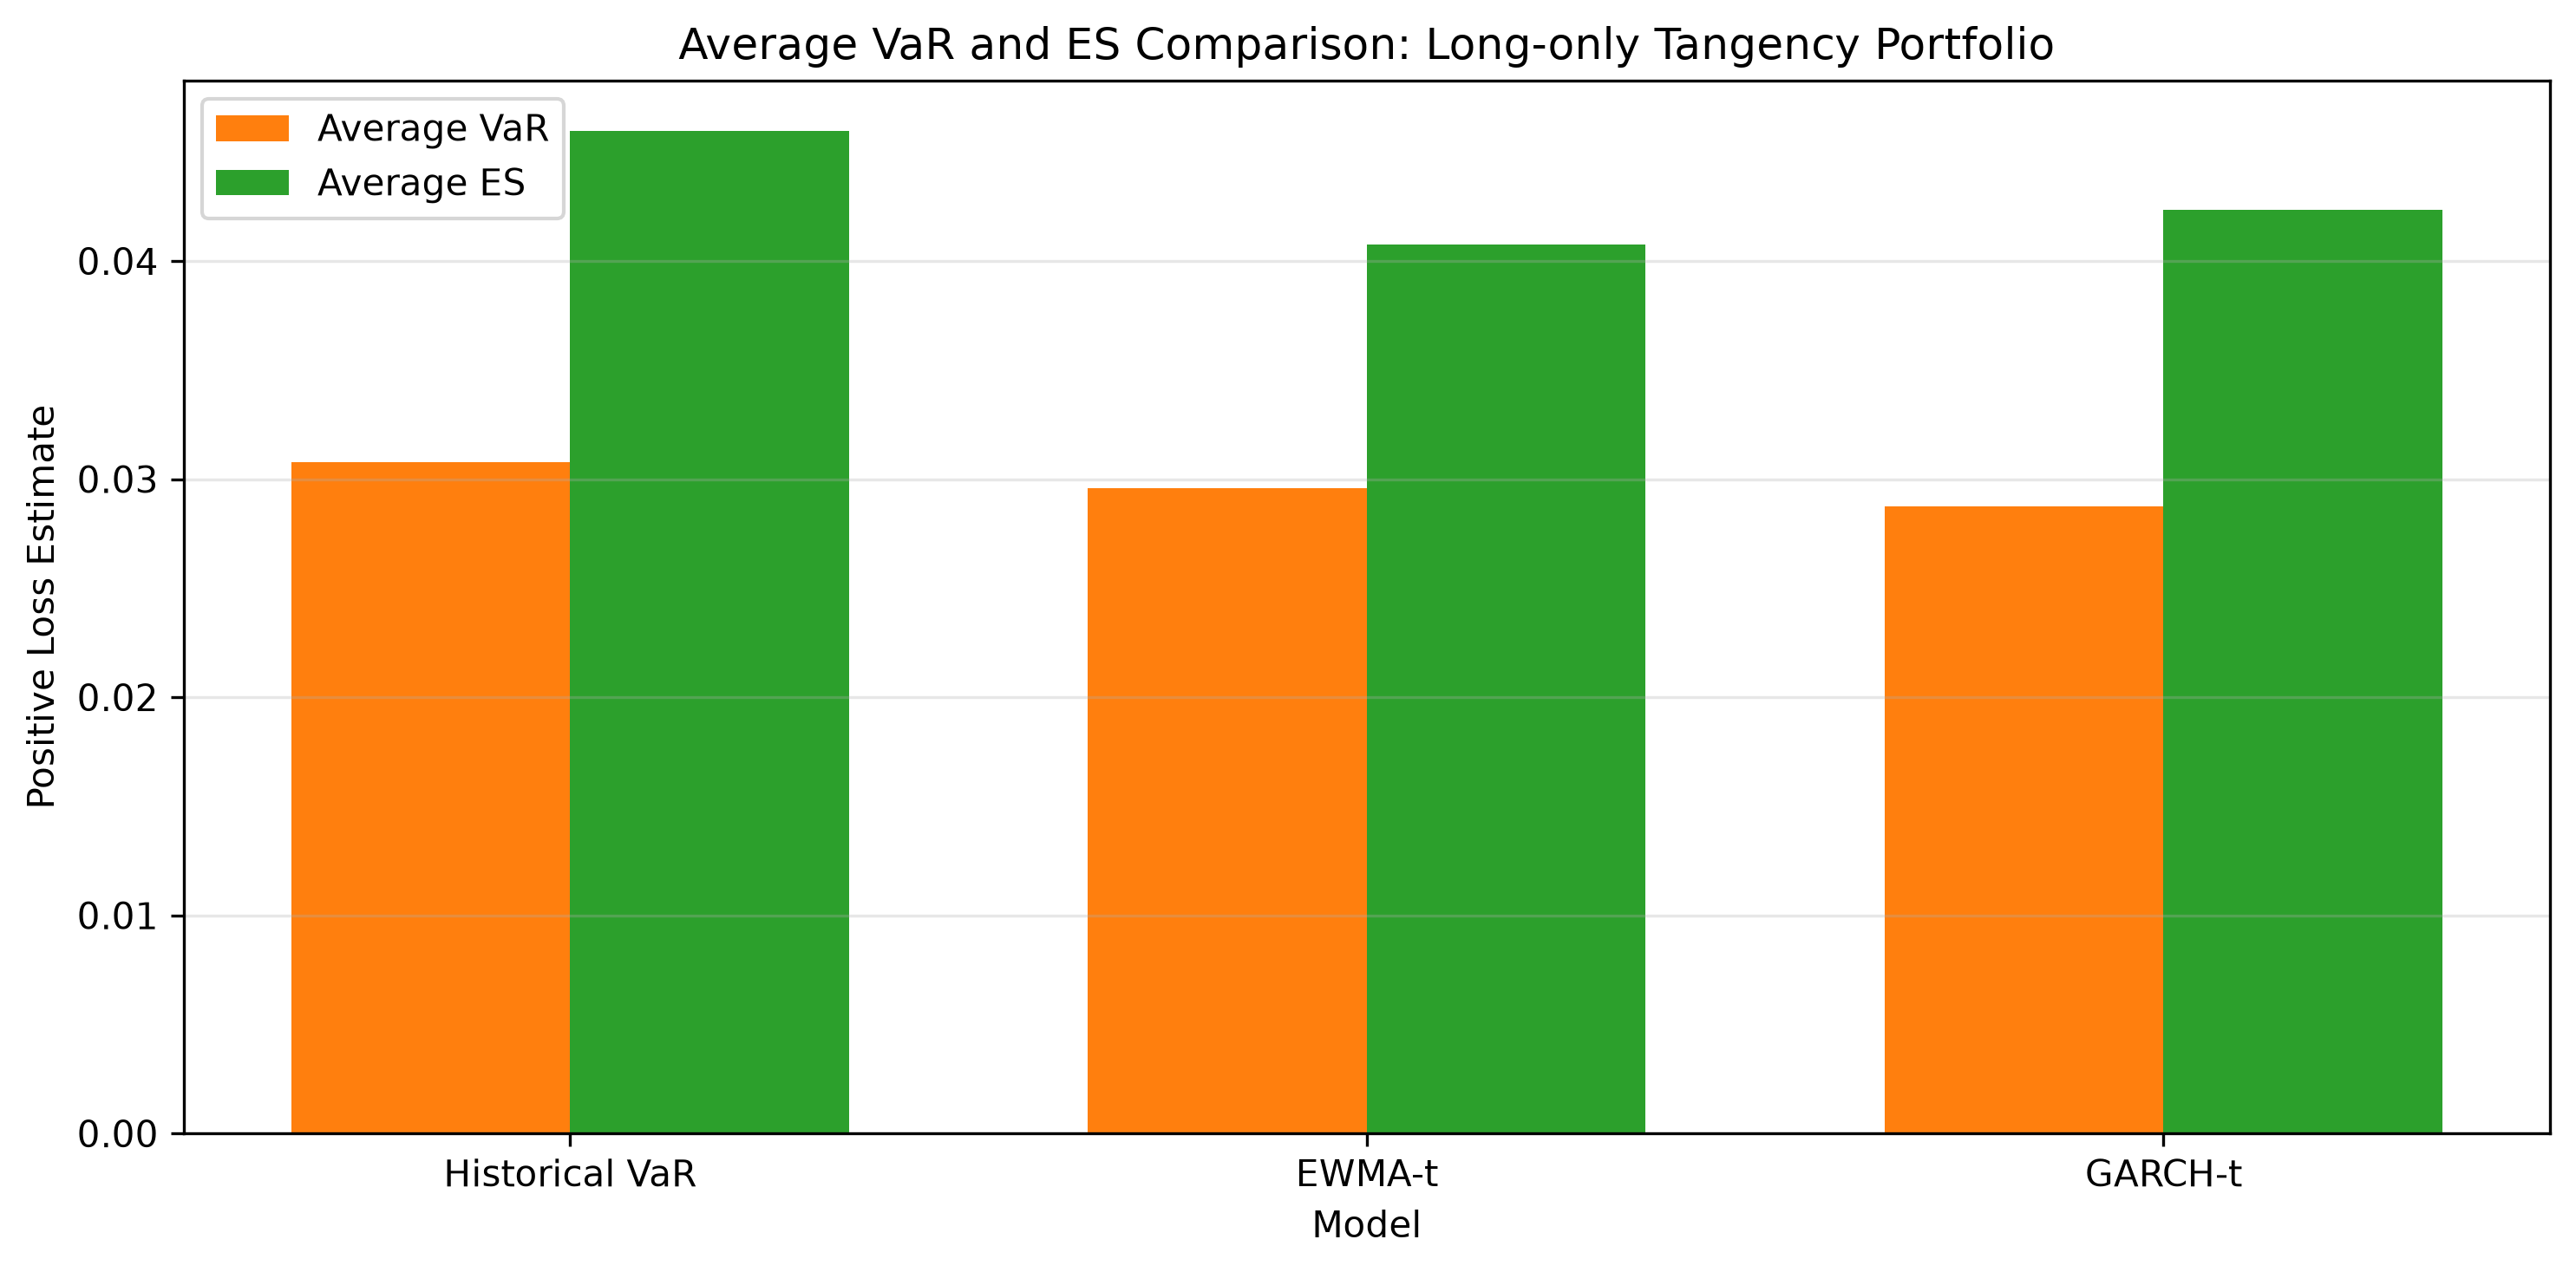 Average VaR and ES Comparison: Long-only Tangency Portfolio
Average VaR
Average ES
Positive Loss Estimate
0.04
0.03
0.02
0.01
0.00
Historical VaR
EWMA-t
GARCH-t
Model